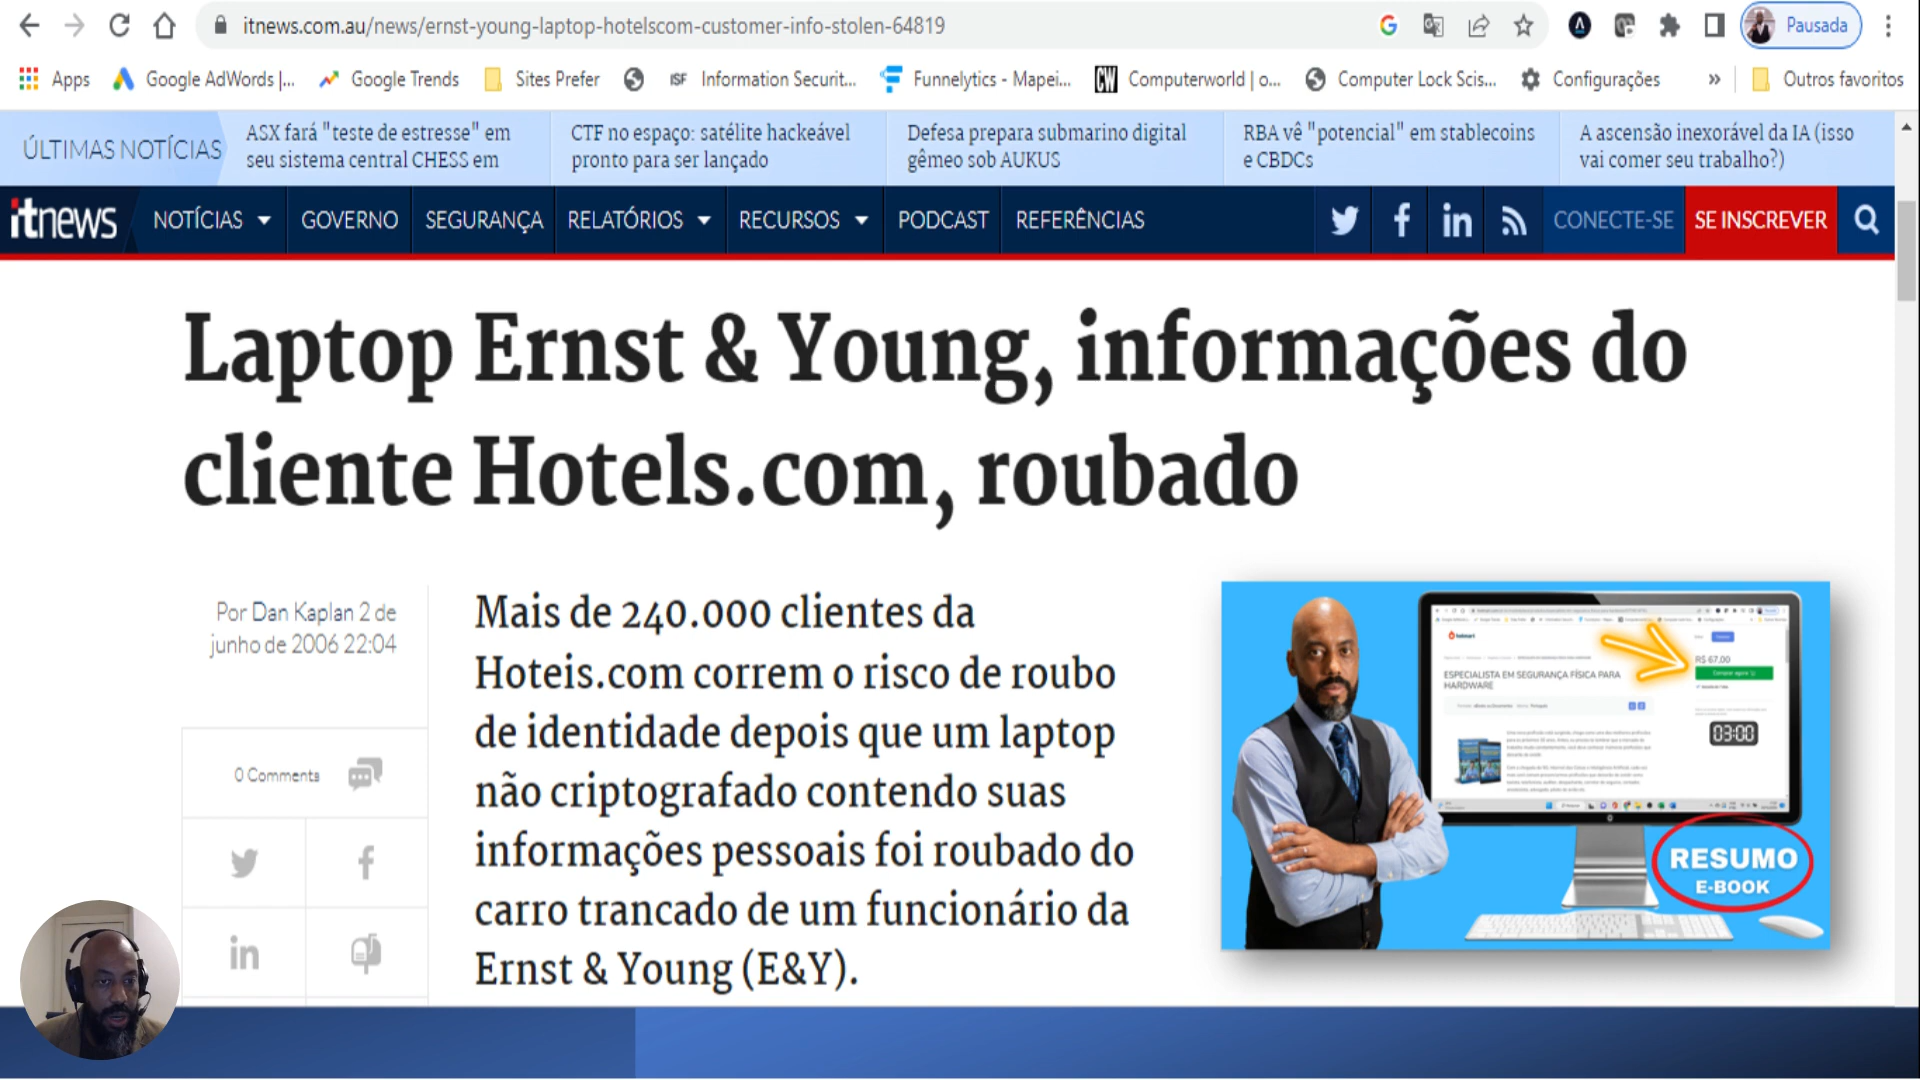 itnews.com.au/news/ernst-young-laptop-hotelscom-customer-info-stolen-64819
Pausada
Apps
Google AdWords |...
Google Trends
Sites Prefer
ISF
Information Securit...
Funnelytics - Mapei...
CW
Computerworld | o...
Computer Lock Scis...
Configurações
»
Outros favoritos
ÚLTIMAS NOTÍCIAS
ASX fará "teste de estresse" em
seu sistema central CHESS em
CTF no espaço: satélite hackeável
pronto para ser lançado
Defesa prepara submarino digital
gêmeo sob AUKUS
RBA vê "potencial" em stablecoins
e CBDCs
A ascensão inexorável da IA (isso
vai comer seu trabalho?)
itnews
NOTÍCIAS
GOVERNO
SEGURANÇA
RELATÓRIOS
RECURSOS
PODCAST
REFERÊNCIAS
CONECTE-SE
SE INSCREVER
Laptop Ernst & Young, informações do
cliente Hotels.com, roubado
Por Dan Kaplan 2 de
junho de 2006 22:04
0 Comments
Mais de 240.000 clientes da
Hoteis.com correm o risco de roubo
de identidade depois que um laptop
não criptografado contendo suas
informações pessoais foi roubado do
carro trancado de um funcionário da
Ernst & Young (E&Y).
hotmart
R$ 67,00
Comprar agora
ESPECIALISTA EM SEGURANÇA FÍSICA PARA
HARDWARE
03:00
RESUMO
E-BOOK